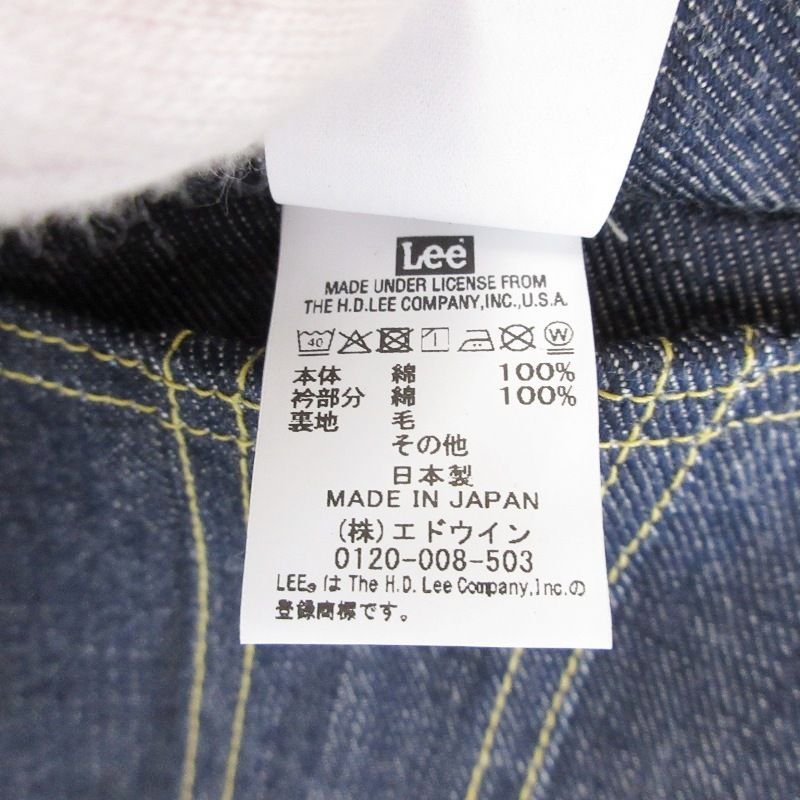 Lee
MADE UNDER LICENSE FROM
THE H.D.LEE COMPANY,INC.,U.S.A.
40
本体 綿 100%
衿部分 綿 100%
裏地 毛
その他
日本製
MADE IN JAPAN
(株)エドウイン
0120-008-503
LEE® は The H.D. Lee Company,Inc.の
登録商標です。